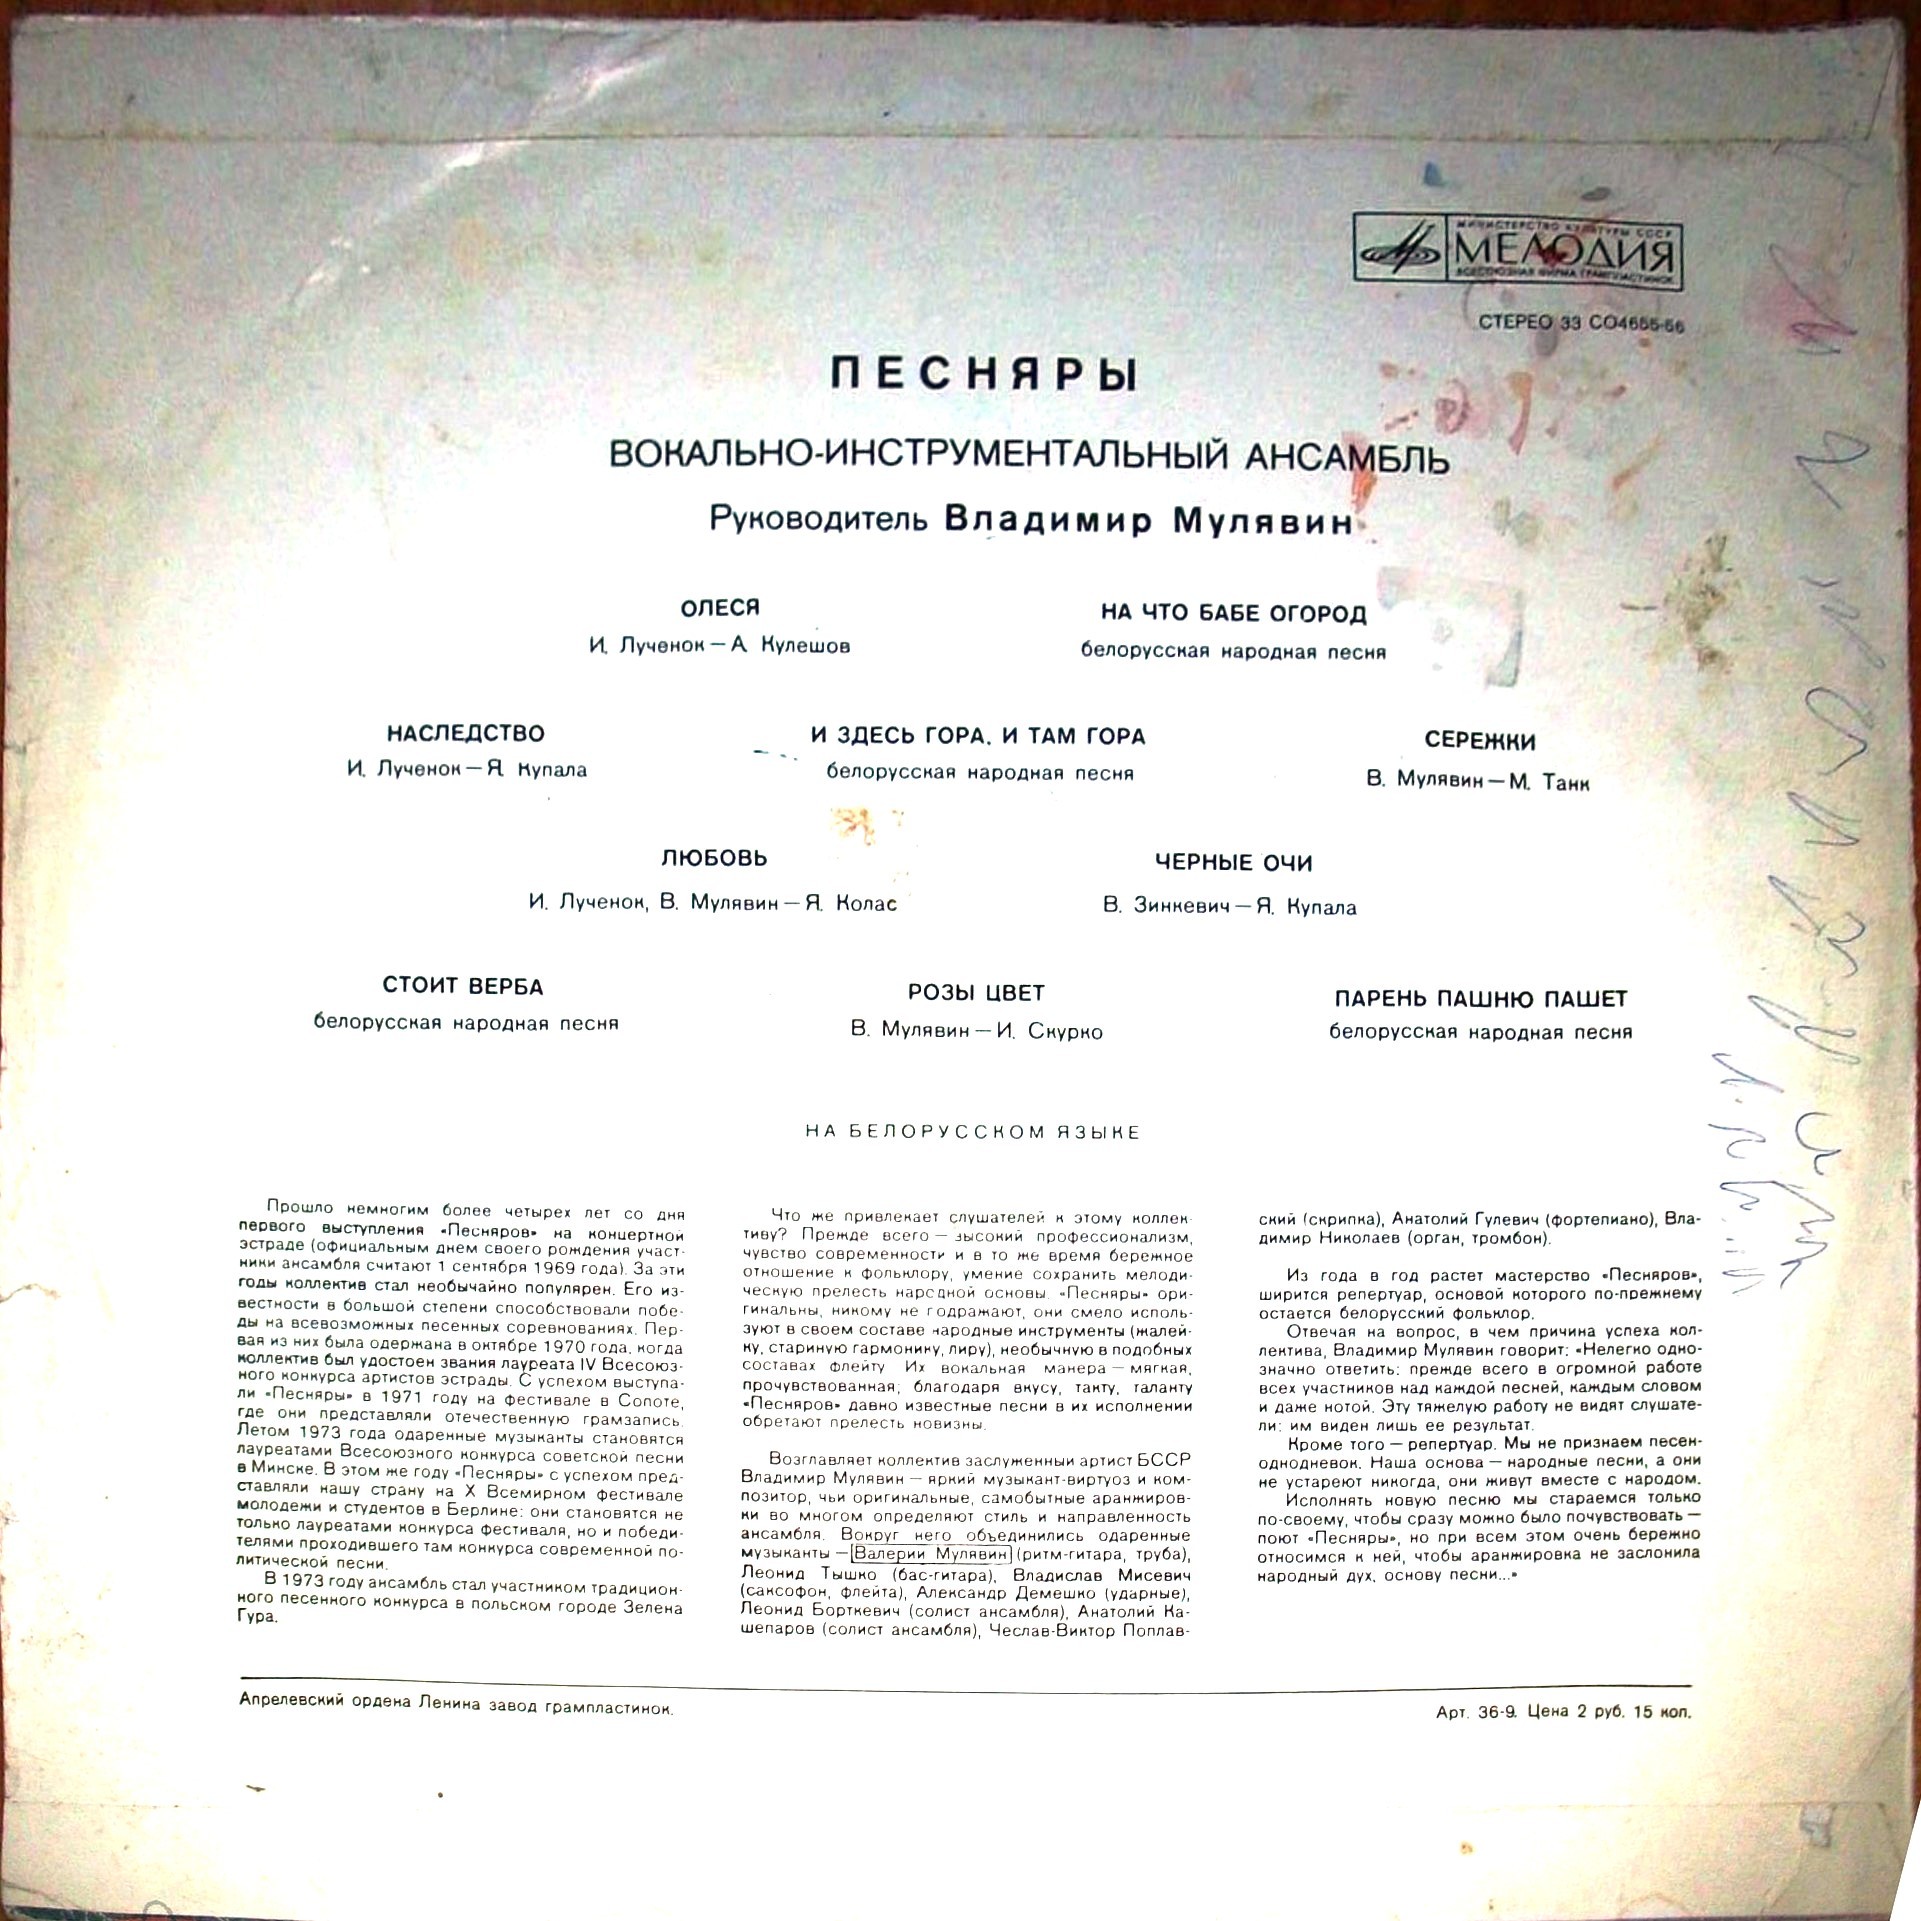 МИНИСТЕРСТВО КУЛЬТУРЫ СССР
МЕЛОДИЯ
ВСЕСОЮЗНАЯ ФИРМА ГРАМПЛАСТИНОК
СТЕРЕО 33 СО4655-56
ПЕСНЯРЫ
ВОКАЛЬНО-ИНСТРУМЕНТАЛЬНЫЙ АНСАМБЛЬ
Руководитель Владимир Мулявин
ОЛЕСЯ
И. Лученок — А. Кулешов
НА ЧТО БАБЕ ОГОРОД
белорусская народная песня
НАСЛЕДСТВО
И. Лученок — Я. Купала
И ЗДЕСЬ ГОРА, И ТАМ ГОРА
белорусская народная песня
СЕРЕЖКИ
В. Мулявин — М. Танк
ЛЮБОВЬ
И. Лученок, В. Мулявин — Я. Колас
ЧЕРНЫЕ ОЧИ
В. Зинкевич — Я. Купала
СТОИТ ВЕРБА
белорусская народная песня
РОЗЫ ЦВЕТ
В. Мулявин — И. Скурко
ПАРЕНЬ ПАШНЮ ПАШЕТ
белорусская народная песня
НА БЕЛОРУССКОМ ЯЗЫКЕ
Прошло немногим более четырех лет со дня
первого выступления «Песняров» на концертной
эстраде (официальным днем своего рождения участ-
ники ансамбля считают 1 сентября 1969 года). За эти
годы коллектив стал необычайно популярен. Его из-
вестности в большой степени способствовали побе-
ды на всевозможных песенных соревнованиях. Пер-
вая из них была одержана в октябре 1970 года, когда
коллектив был удостоен звания лауреата IV Всесоюз-
ного конкурса артистов эстрады. С успехом выступа-
ли «Песняры» в 1971 году на фестивале в Сопоте,
где они представляли отечественную грамзапись.
Летом 1973 года одаренные музыканты становятся
лауреатами Всесоюзного конкурса советской песни
в Минске. В этом же году «Песняры» с успехом пред-
ставляли нашу страну на X Всемирном фестивале
молодежи и студентов в Берлине: они становятся не
только лауреатами конкурса фестиваля, но и победи-
телями проходившего там конкурса современной по-
литической песни.
В 1973 году ансамбль стал участником традицион-
ного песенного конкурса в польском городе Зелена
Гура.
Что же привлекает слушателей к этому коллек-
тиву? Прежде всего — высокий профессионализм,
чувство современности и в то же время бережное
отношение к фольклору, умение сохранить мелоди-
ческую прелесть народной основы. «Песняры» ори-
гинальны, никому не подражают, они смело исполь-
зуют в своем составе народные инструменты (жалей-
ку, старинную гармонику, лиру), необычную в подобных
составах флейту. Их вокальная манера — мягкая,
прочувствованная; благодаря вкусу, такту, таланту
«Песняров» давно известные песни в их исполнении
обретают прелесть новизны.
Возглавляет коллектив заслуженный артист БССР
Владимир Мулявин — яркий музыкант-виртуоз и ком-
позитор, чьи оригинальные, самобытные аранжиров-
ки во многом определяют стиль и направленность
ансамбля. Вокруг него объединились одаренные
музыканты — Валерий Мулявин (ритм-гитара, труба),
Леонид Тышко (бас-гитара), Владислав Мисевич
(саксофон, флейта), Александр Демешко (ударные),
Леонид Борткевич (солист ансамбля), Анатолий Ка-
шепаров (солист ансамбля), Чеслав-Виктор Поплав-
ский (скрипка), Анатолий Гулевич (фортепиано), Вла-
димир Николаев (орган, тромбон).
Из года в год растет мастерство «Песняров»,
ширится репертуар, основой которого по-прежнему
остается белорусский фольклор.
Отвечая на вопрос, в чем причина успеха кол-
лектива, Владимир Мулявин говорит: «Нелегко одно-
значно ответить: прежде всего в огромной работе
всех участников над каждой песней, каждым словом
и даже нотой. Эту тяжелую работу не видят слушате-
ли: им виден лишь ее результат.
Кроме того — репертуар. Мы не признаем песен-
однодневок. Наша основа — народные песни, а они
не устареют никогда, они живут вместе с народом.
Исполнять новую песню мы стараемся только
по-своему, чтобы сразу можно было почувствовать —
поют «Песняры», но при всем этом очень бережно
относимся к ней, чтобы аранжировка не заслонила
народный дух, основу песни...»
Апрелевский ордена Ленина завод грампластинок.
Арт. 36-9. Цена 2 руб. 15 коп.